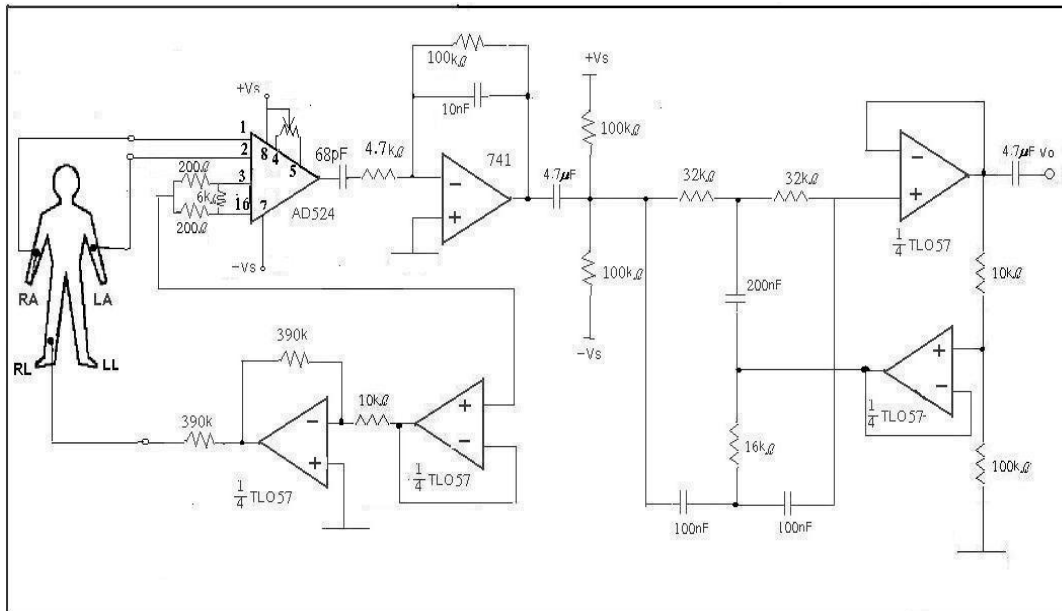 100kΩ
10nF
+Vs
+Vs
1
2
3
16
8
4
5
7
200Ω
6kΩ
200Ω
AD524
-Vs
68pF
4.7kΩ
741
4.7µF
100kΩ
100kΩ
-Vs
32kΩ
32kΩ
200nF
16kΩ
100nF
100nF
1/4 TLO57
4.7µF Vo
10kΩ
1/4 TLO57
100kΩ
RA
LA
RL
LL
390k
390k
10kΩ
1/4 TLO57
1/4 TLO57